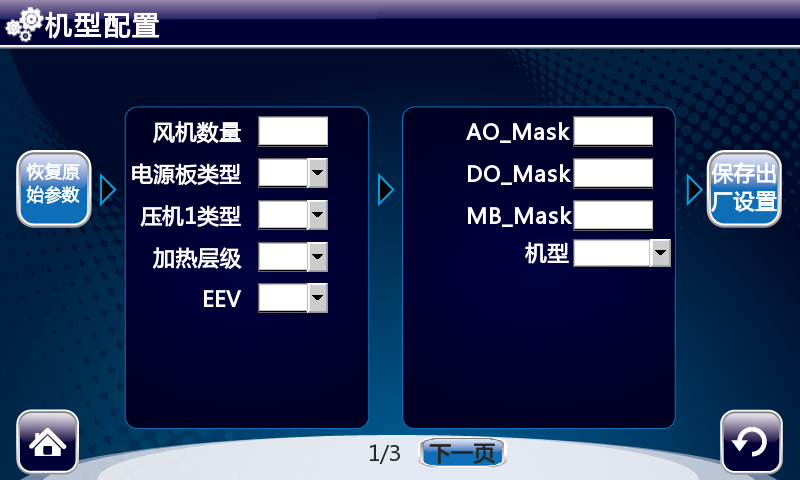 机型配置
恢复原
始参数
风机数量
电源板类型
压机1类型
加热层级
EEV
AO_Mask
DO_Mask
MB_Mask
机型
保存出
厂设置
1/3
下一页